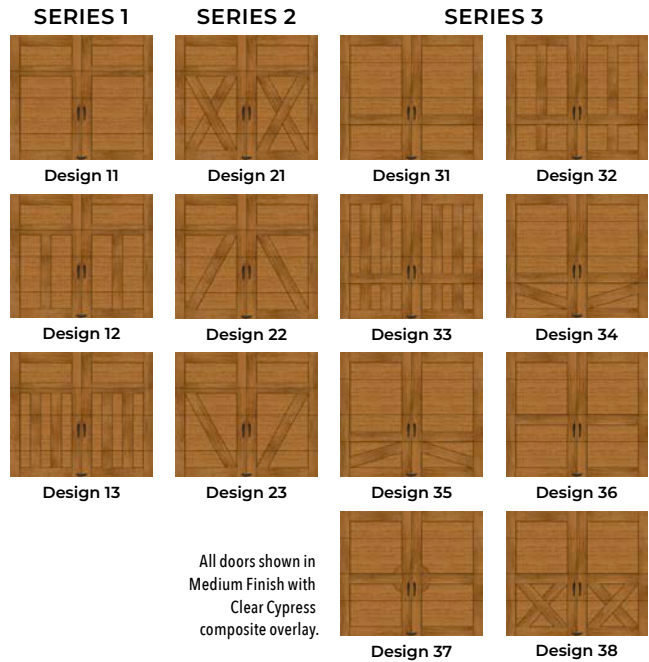 SERIES 1
SERIES 2
SERIES 3
Design 11
Design 21
Design 31
Design 32
Design 12
Design 22
Design 33
Design 34
Design 13
Design 23
Design 35
Design 36
All doors shown in
Medium Finish with
Clear Cypress
composite overlay.
Design 37
Design 38